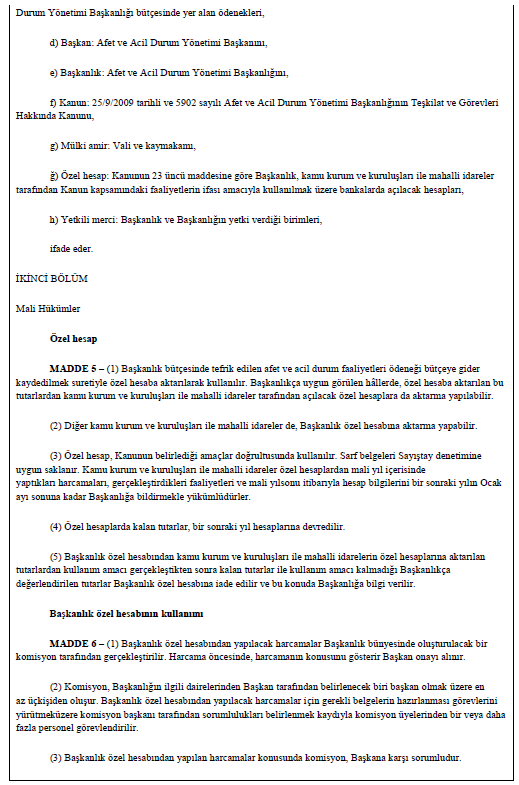 Durum Yönetimi Başkanlığı bütçesinde yer alan ödenekleri,
d) Başkan: Afet ve Acil Durum Yönetimi Başkanını,
e) Başkanlık: Afet ve Acil Durum Yönetimi Başkanlığını,
f) Kanun: 25/9/2009 tarihli ve 5902 sayılı Afet ve Acil Durum Yönetimi Başkanlığının Teşkilat ve Görevleri
Hakkında Kanunu,
g) Mülki amir: Vali ve kaymakamı,
ğ) Özel hesap: Kanunun 23 üncü maddesine göre Başkanlık, kamu kurum ve kuruluşları ile mahalli idareler
tarafından Kanun kapsamındaki faaliyetlerin ifası amacıyla kullanılmak üzere bankalarda açılacak hesapları,
h) Yetkili merci: Başkanlık ve Başkanlığın yetki verdiği birimleri,
ifade eder.
İKİNCİ BÖLÜM
Mali Hükümler
Özel hesap
MADDE 5 – (1) Başkanlık bütçesinde tefrik edilen afet ve acil durum faaliyetleri ödeneği bütçeye gider
kaydedilmek suretiyle özel hesaba aktarılarak kullanılır. Başkanlıkça uygun görülen hâllerde, özel hesaba aktarılan bu
tutarlardan kamu kurum ve kuruluşları ile mahalli idareler tarafından açılacak özel hesaplara da aktarma yapılabilir.
(2) Diğer kamu kurum ve kuruluşları ile mahalli idareler de, Başkanlık özel hesabına aktarma yapabilir.
(3) Özel hesap, Kanunun belirlediği amaçlar doğrultusunda kullanılır. Sarf belgeleri Sayıştay denetimine
uygun saklanır. Kamu kurum ve kuruluşları ile mahalli idareler özel hesaplardan mali yıl içerisinde
yaptıkları harcamaları, gerçekleştirdikleri faaliyetleri ve mali yılsonu itibarıyla hesap bilgilerini bir sonraki yılın Ocak
ayı sonuna kadar Başkanlığa bildirmekle yükümlüdürler.
(4) Özel hesaplarda kalan tutarlar, bir sonraki yıl hesaplarına devredilir.
(5) Başkanlık özel hesabından kamu kurum ve kuruluşları ile mahalli idarelerin özel hesaplarına aktarılan
tutarlardan kullanım amacı gerçekleştikten sonra kalan tutarlar ile kullanım amacı kalmadığı Başkanlıkça
değerlendirilen tutarlar Başkanlık özel hesabına iade edilir ve bu konuda Başkanlığa bilgi verilir.
Başkanlık özel hesabının kullanımı
MADDE 6 – (1) Başkanlık özel hesabından yapılacak harcamalar Başkanlık bünyesinde oluşturulacak bir
komisyon tarafından gerçekleştirilir. Harcama öncesinde, harcamanın konusunu gösterir Başkan onayı alınır.
(2) Komisyon, Başkanlığın ilgili dairelerinden Başkan tarafından belirlenecek biri başkan olmak üzere en
az üçkişiden oluşur. Başkanlık özel hesabından yapılacak harcamalar için gerekli belgelerin hazırlanması görevlerini
yürütmeküzere komisyon başkanı tarafından sorumlulukları belirlenmek kaydıyla komisyon üyelerinden bir veya daha
fazla personel görevlendirilir.
(3) Başkanlık özel hesabından yapılan harcamalar konusunda komisyon, Başkana karşı sorumludur.